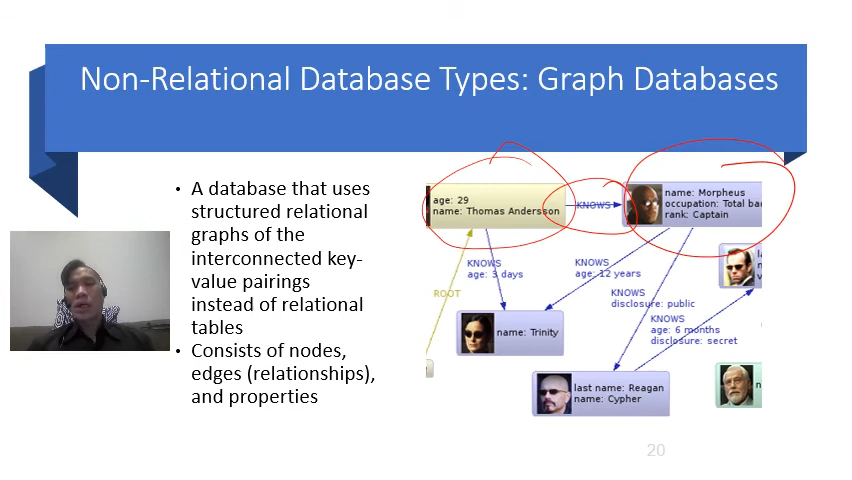 Non-Relational Database Types: Graph Databases
• A database that uses
structured relational
graphs of the
interconnected key-
value pairings
instead of relational
tables
• Consists of nodes,
edges (relationships),
and properties
age: 29
name: Thomas Andersson
KNOWS
name: Morpheus
occupation: Total
rank: Captain
KNOWS
age: 3 days
KNOWS
age: 12 years
ROOT
KNOWS
disclosure: public
KNOWS
age: 6 months
disclosure: secret
name: Trinity
last name: Reagan
name: Cypher
20